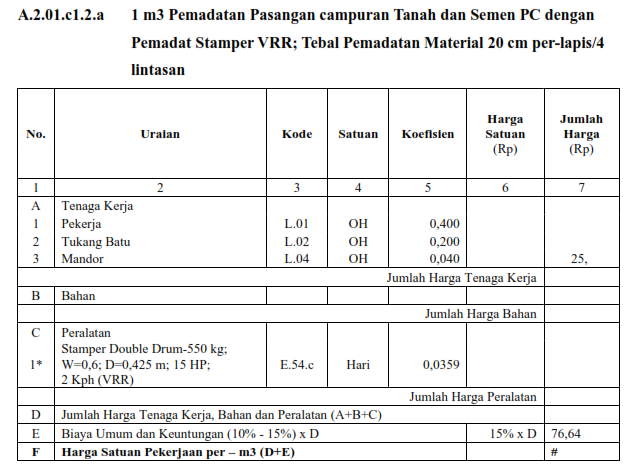 A.2.01.c1.2.a 1 m3 Pemadatan Pasangan campuran Tanah dan Semen PC dengan
Pemadat Stamper VRR; Tebal Pemadatan Material 20 cm per-lapis/4
lintasan
No. Uraian Kode Satuan Koefisien Harga Satuan (Rp) Jumlah Harga (Rp)
1 2 3 4 5 6 7
A Tenaga Kerja
1 Pekerja L.01 OH 0,400
2 Tukang Batu L.02 OH 0,200
3 Mandor L.04 OH 0,040 25,
Jumlah Harga Tenaga Kerja
B Bahan
Jumlah Harga Bahan
C Peralatan
Stamper Double Drum-550 kg;
1* W=0,6; D=0,425 m; 15 HP; E.54.c Hari 0,0359
2 Kph (VRR)
Jumlah Harga Peralatan
D Jumlah Harga Tenaga Kerja, Bahan dan Peralatan (A+B+C)
E Biaya Umum dan Keuntungan (10% - 15%) x D 15% x D 76,64
F Harga Satuan Pekerjaan per – m3 (D+E) #